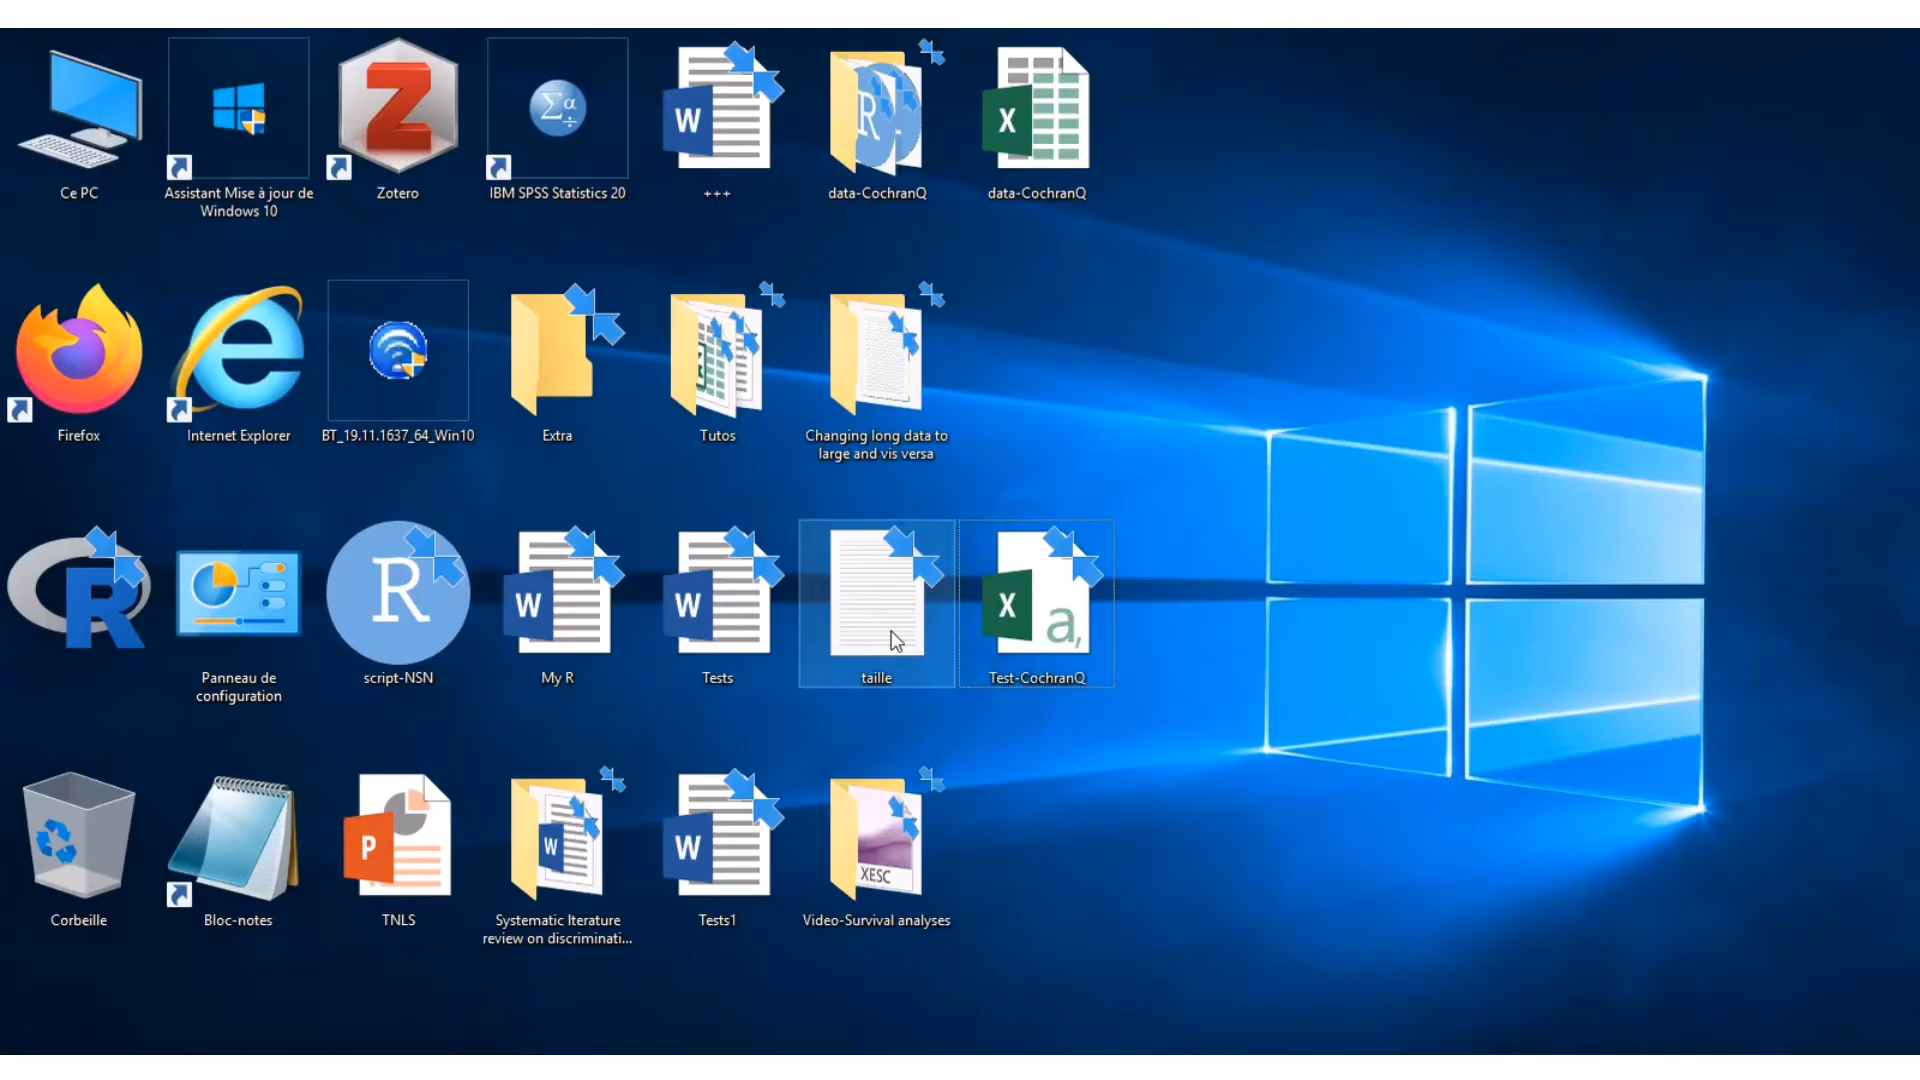 Ce PC
Assistant Mise à jour de
Windows 10
Zotero
IBM SPSS Statistics 20
+++
data-CochranQ
data-CochranQ
Firefox
Internet Explorer
BT_19.11.1637_64_Win10
Extra
Tutos
Changing long data to
large and vis versa
Panneau de
configuration
script-NSN
My R
Tests
taille
Test-CochranQ
XESC
Corbeille
Bloc-notes
TNLS
Systematic lterature
review on discriminati...
Tests1
Video-Survival analyses